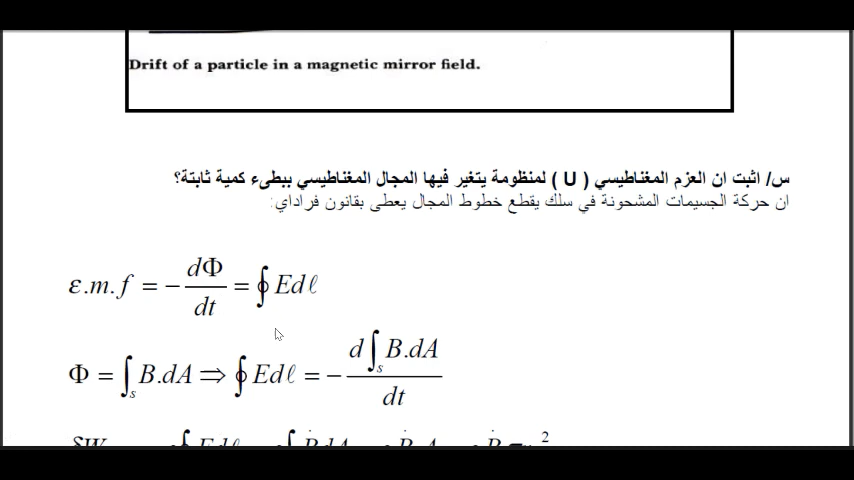 Drift of a particle in a magnetic mirror field.
س/ اثبت ان العزم المغناطيسي ( U ) لمنظومة يتغير فيها المجال المغناطيسي ببطىء كمية ثابتة؟
ان حركة الجسيمات المشحونة في سلك يقطع خطوط المجال يعطى بقانون فراداي:
ε.m.f = − dΦ/dt = ∮ Edℓ
Φ = ∫s B.dA ⇒ ∮ Edℓ = − d∫s B.dA / dt